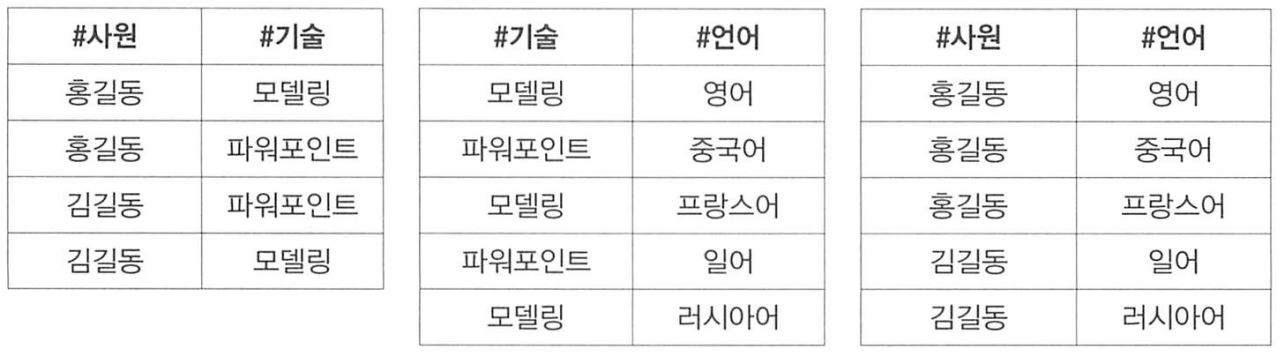 #사원 #기술
홍길동 모델링
홍길동 파워포인트
김길동 파워포인트
김길동 모델링
#기술 #언어
모델링 영어
파워포인트 중국어
모델링 프랑스어
파워포인트 일어
모델링 러시아어
#사원 #언어
홍길동 영어
홍길동 중국어
홍길동 프랑스어
김길동 일어
김길동 러시아어